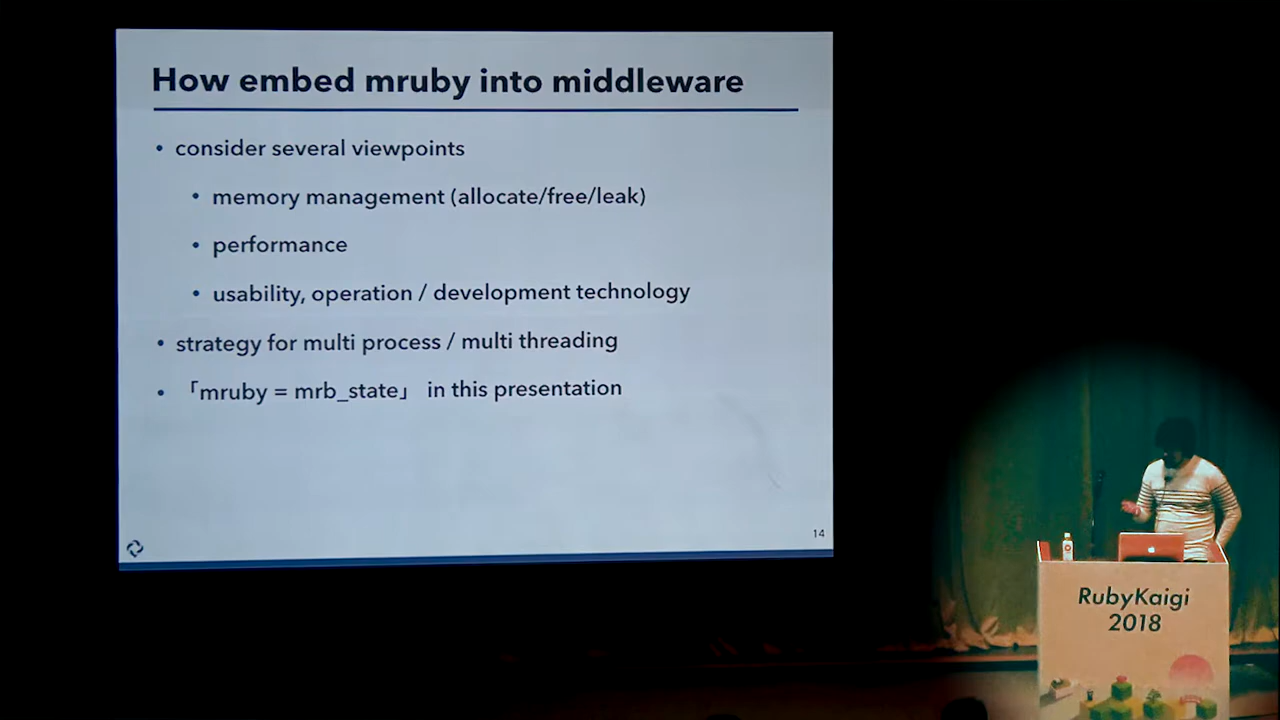 How embed mruby into middleware
• consider several viewpoints
• memory management (allocate/free/leak)
• performance
• usability, operation / development technology
• strategy for multi process / multi threading
• 「mruby = mrb_state」 in this presentation
14
RubyKaigi
2018